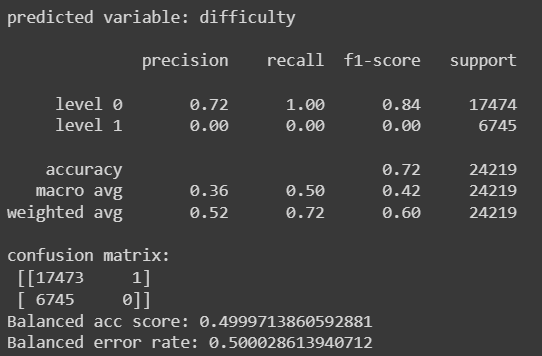 predicted variable: difficulty
precision recall f1-score support
level 0 0.72 1.00 0.84 17474
level 1 0.00 0.00 0.00 6745
accuracy 0.72 24219
macro avg 0.36 0.50 0.42 24219
weighted avg 0.52 0.72 0.60 24219
confusion matrix:
[[17473 1]
[ 6745 0]]
Balanced acc score: 0.4999713860592881
Balanced error rate: 0.500028613940712